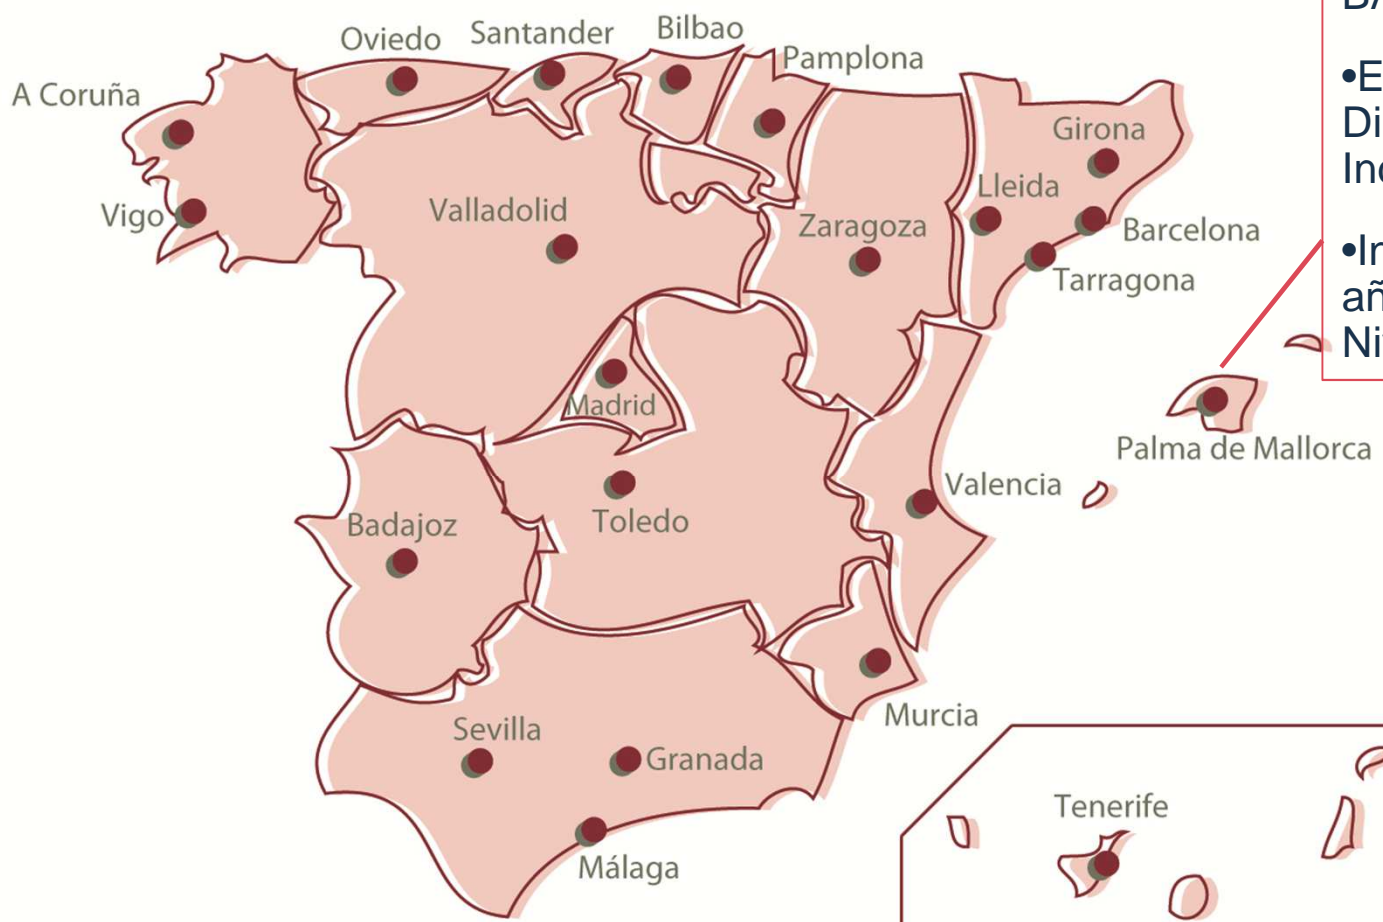 Oviedo
Santander
Bilbao
Pamplona
A Coruña
Girona
Lleida
Vigo
Valladolid
Zaragoza
Barcelona
Tarragona
Madrid
Palma de Mallorca
Valencia
Toledo
Badajoz
Murcia
Sevilla
Granada
Tenerife
Málaga